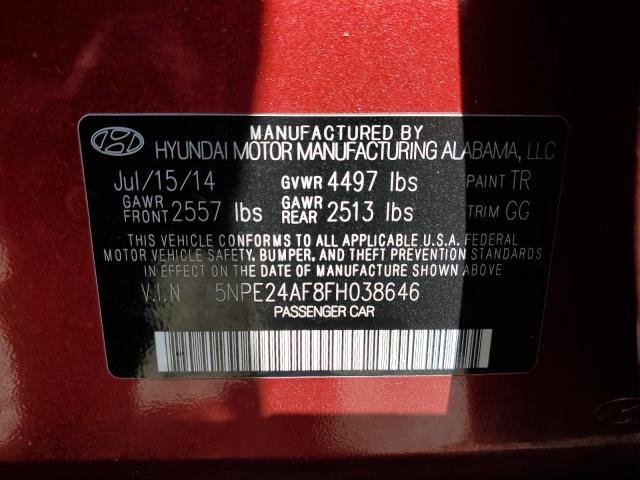 MANUFACTURED BY
HYUNDAI MOTOR MANUFACTURING ALABAMA, LLC
Jul/15/14 GVWR 4497 lbs PAINT TR
GAWR FRONT 2557 lbs GAWR REAR 2513 lbs TRIM GG
THIS VEHICLE CONFORMS TO ALL APPLICABLE U.S.A. FEDERAL
MOTOR VEHICLE SAFETY, BUMPER, AND THEFT PREVENTION STANDARDS
IN EFFECT ON THE DATE OF MANUFACTURE SHOWN ABOVE.
V.I.N 5NPE24AF8FH038646
PASSENGER CAR